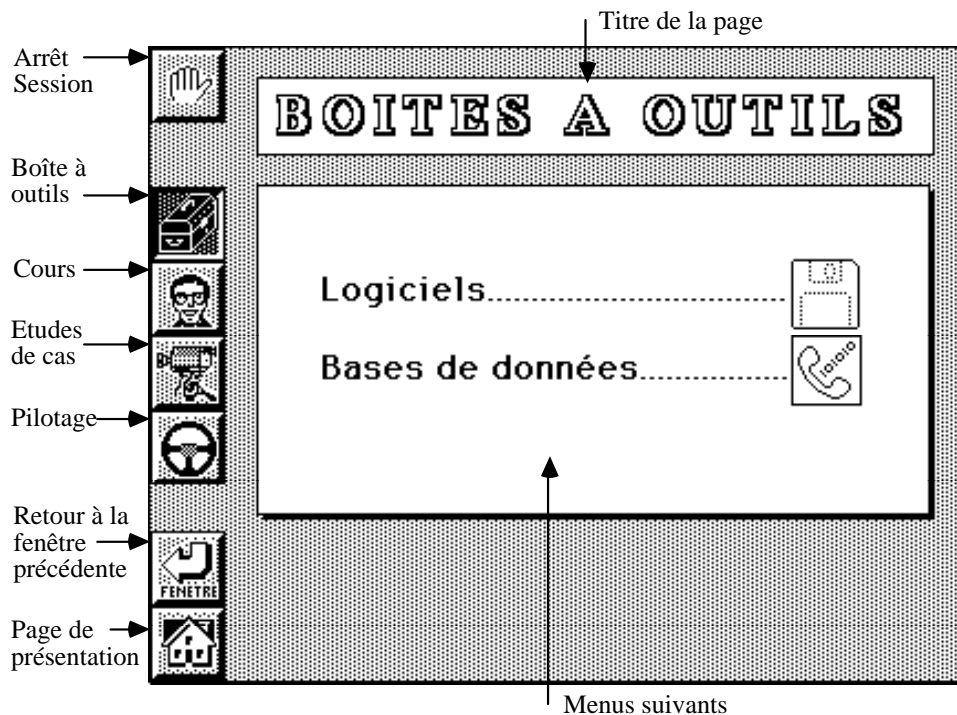 Titre de la page
Arrêt
Session
BOITES A OUTILS
Boîte à
outils
Cours
Logiciels
Etudes
de cas
Bases de données
Pilotage
Retour à la
fenêtre
précédente
FENETRE
Page de
présentation
Menus suivants